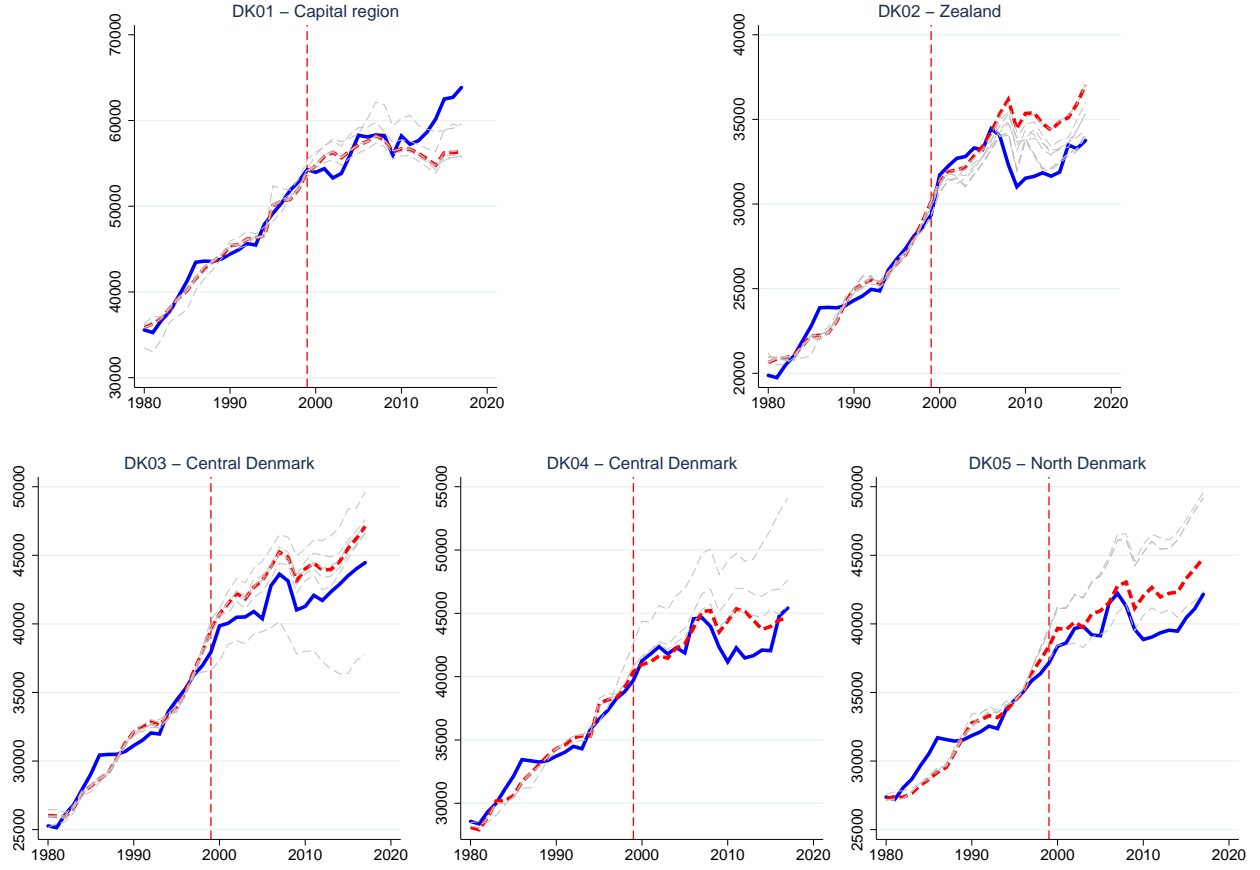 DK01 – Capital region
70000
60000
50000
40000
30000
1980 1990 2000 2010 2020
DK02 – Zealand
40000
35000
30000
25000
20000
1980 1990 2000 2010 2020
DK03 – Central Denmark
50000
45000
40000
35000
30000
25000
1980 1990 2000 2010 2020
DK04 – Central Denmark
55000
50000
45000
40000
35000
30000
1980 1990 2000 2010 2020
DK05 – North Denmark
50000
45000
40000
35000
30000
25000
1980 1990 2000 2010 2020